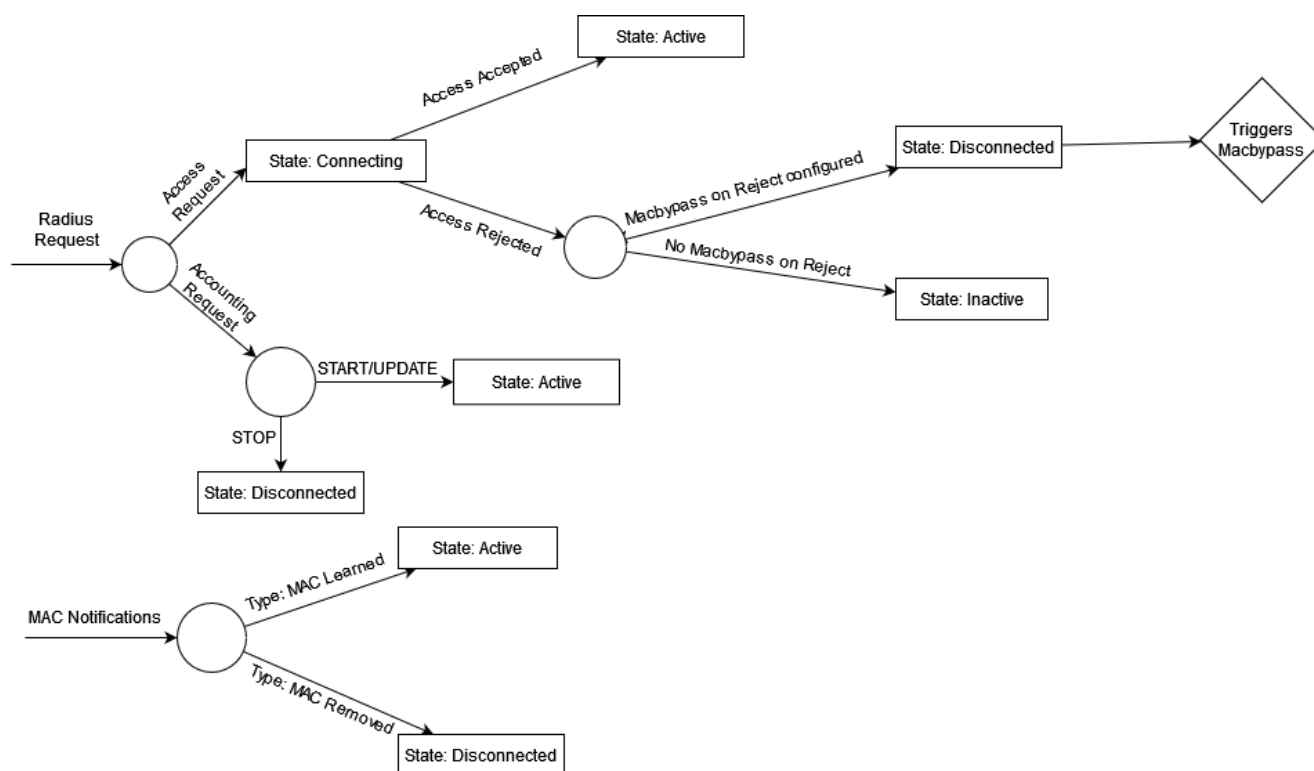 State: Active
Access Accepted
Triggers
Macbypass
State: Connecting
State: Disconnected
Macbypass on Reject configured
Access
Request
Access Rejected
Radius
Request
No Macbypass on Reject
Accounting
Request
State: Inactive
START/UPDATE
State: Active
STOP
State: Disconnected
State: Active
Type: MAC Learned
MAC Notifications
Type: MAC Removed
State: Disconnected